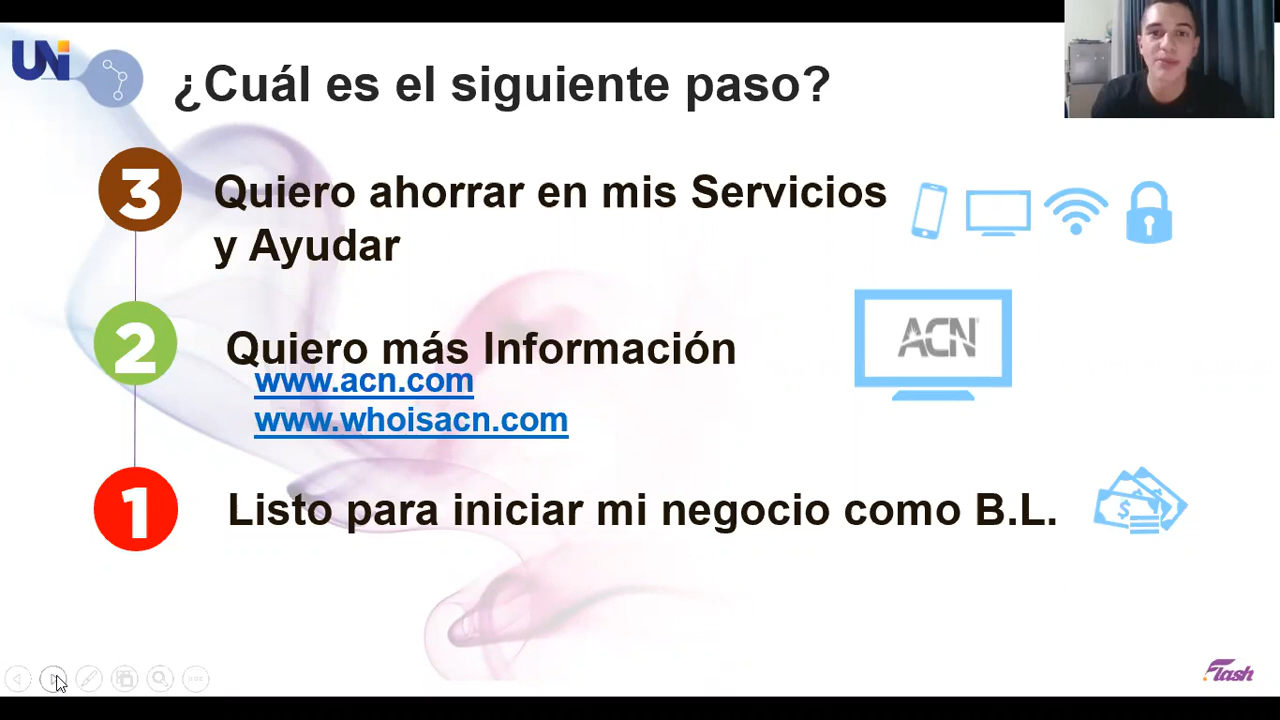 UNi
¿Cuál es el siguiente paso?
3
Quiero ahorrar en mis Servicios
y Ayudar
2
Quiero más Información
www.acn.com
www.whoisacn.com
ACN
1
Listo para iniciar mi negocio como B.L.
$
Flash